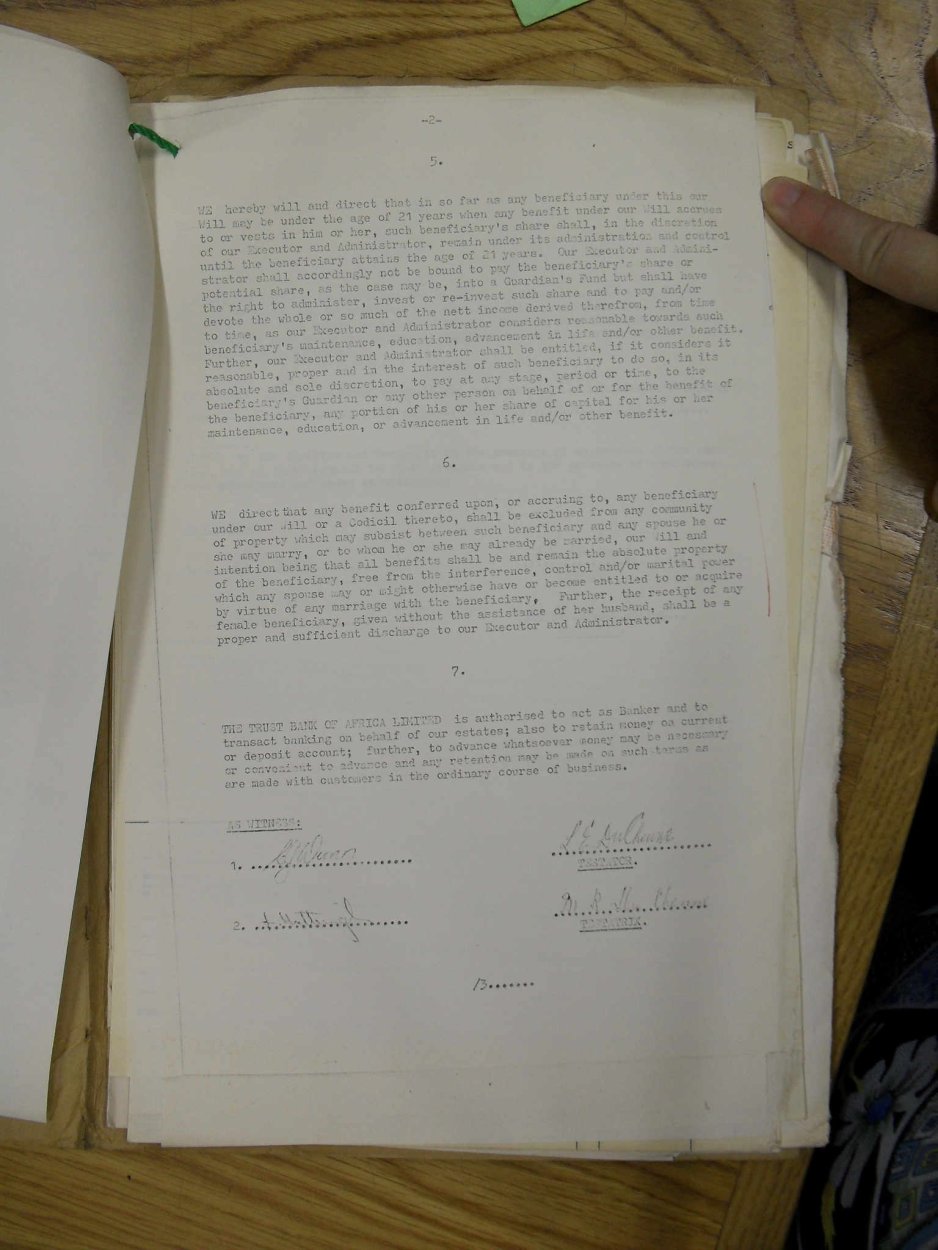 -2-
5.
WE hereby will and direct that in so far as any beneficiary under this our
Will may be under the age of 21 years when any benefit under our Will accrues
to or vests in him or her, such beneficiary's share shall, in the discretion
of our Executor and Administrator, remain under its administration and control
until the beneficiary attains the age of 21 years. Our Executor and Admini-
strator shall accordingly not be bound to pay the beneficiary's share or
potential share, as the case may be, into a Guardian's Fund but shall have
the right to administer, invest or re-invest such share and to pay and/or
devote the whole or so much of the nett income derived therefrom, from time
to time, as our Executor and Administrator considers reasonable towards such
beneficiary's maintenance, education, advancement in life and/or other benefit.
Further, our Executor and Administrator shall be entitled, if it considers it
reasonable, proper and in the interest of such beneficiary to do so, in its
absolute and sole discretion, to pay at any stage, period or time, to the
beneficiary's Guardian or any other person on behalf of or for the benefit of
the beneficiary, any portion of his or her share of capital for his or her
maintenance, education, or advancement in life and/or other benefit.
6.
WE direct that any benefit conferred upon, or accruing to, any beneficiary
under our Will or a Codicil thereto, shall be excluded from any community
of property which may subsist between such beneficiary and any spouse he or
she may marry, or to whom he or she may already be married, our Will and
intention being that all benefits shall be and remain the absolute property
of the beneficiary, free from the interference, control and/or marital power
which any spouse may or might otherwise have or become entitled to or acquire
by virtue of any marriage with the beneficiary. Further, the receipt of any
female beneficiary, given without the assistance of her husband, shall be a
proper and sufficient discharge to our Executor and Administrator.
7.
THE TRUST BANK OF AFRICA LIMITED is authorised to act as Banker and to
transact banking on behalf of our estates; also to retain money on current
or deposit account; further, to advance whatsoever money may be necessary
or convenient to advance and any retention may be made on such terms as
are made with customers in the ordinary course of business.
AS WITNESS:
1.
TESTATOR.
2.
M R
TESTATRIX.
/3.......